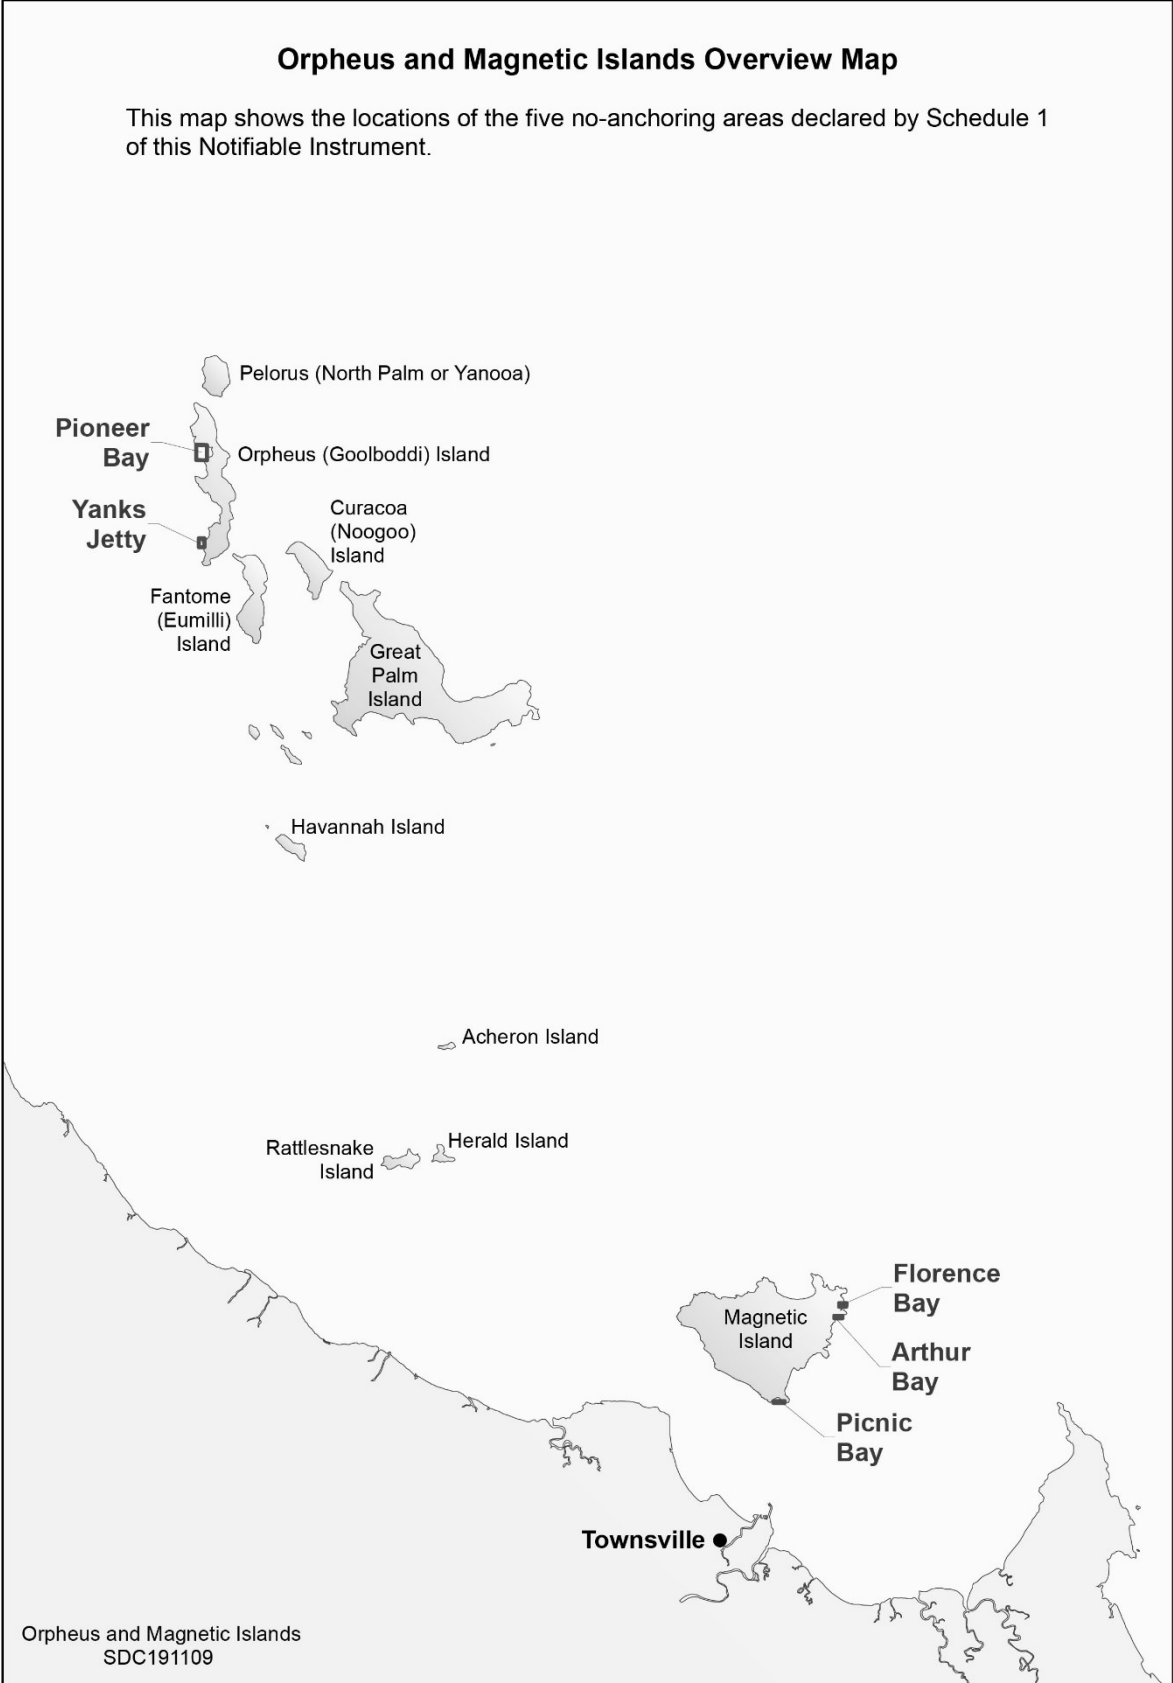 Orpheus and Magnetic Islands Overview Map
This map shows the locations of the five no-anchoring areas declared by Schedule 1
of this Notifiable Instrument.
Pelorus (North Palm or Yanooa)
Pioneer
Bay
Orpheus (Goolboddi) Island
Yanks
Jetty
Curacoa
(Noogoo)
Island
Fantome
(Eumilli)
Island
Great
Palm
Island
Havannah Island
Acheron Island
Rattlesnake
Island
Herald Island
Florence
Bay
Magnetic
Island
Arthur
Bay
Picnic
Bay
Townsville
Orpheus and Magnetic Islands
SDC191109